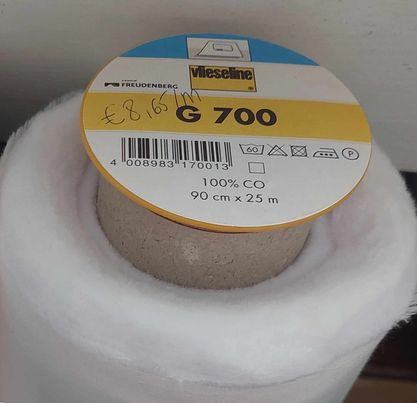 vlieseline
FREUDENBERG
€8,65/m
G 700
4 008983 170013
60
P
100% CO
90 cm x 25 m